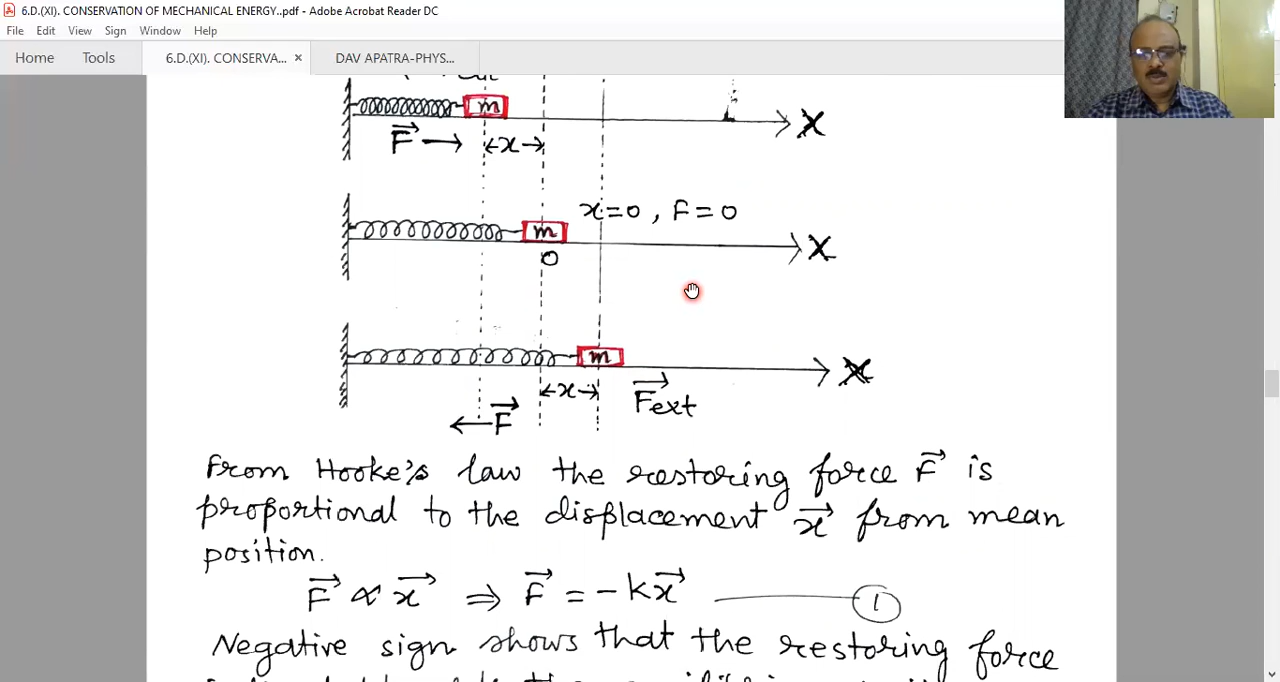 6.D.(XI). CONSERVATION OF MECHANICAL ENERGY..pdf - Adobe Acrobat Reader DC
File Edit View Sign Window Help
Home Tools 6.D.(XI). CONSERVA... × DAV APATRA-PHYS...
m
X
F → x
x=0 , F=0
m
X
O
m
X
x
Fext
← F
From Hooke's law the restoring force F is
proportional to the displacement x from mean
position.
F ∝ x ⇒ F = -kx ——— 1
Negative sign shows that the restoring force